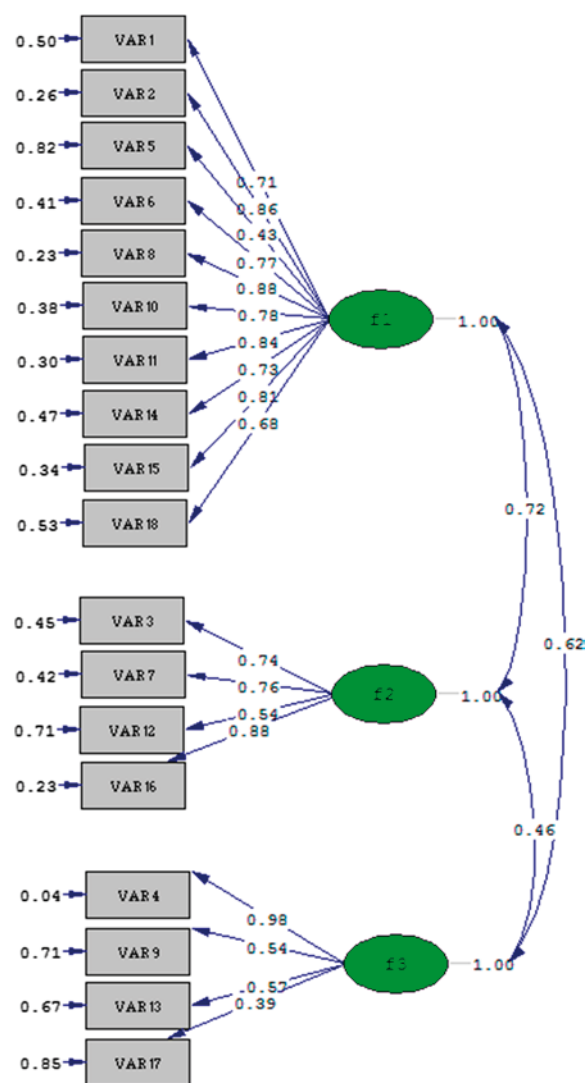 0.50 VAR1
0.26 VAR2
0.82 VAR5
0.41 VAR6
0.23 VAR8
0.38 VAR10
0.30 VAR11
0.47 VAR14
0.34 VAR15
0.53 VAR18
0.71
0.86
0.43
0.77
0.88
0.78
0.84
0.73
0.81
0.68
f1 1.00
0.72
0.62
0.45 VAR3
0.42 VAR7
0.71 VAR12
0.23 VAR16
0.74
0.76
0.54
0.88
f2 1.00
0.46
0.04 VAR4
0.71 VAR9
0.67 VAR13
0.85 VAR17
0.98
0.54
0.57
0.39
f3 1.00